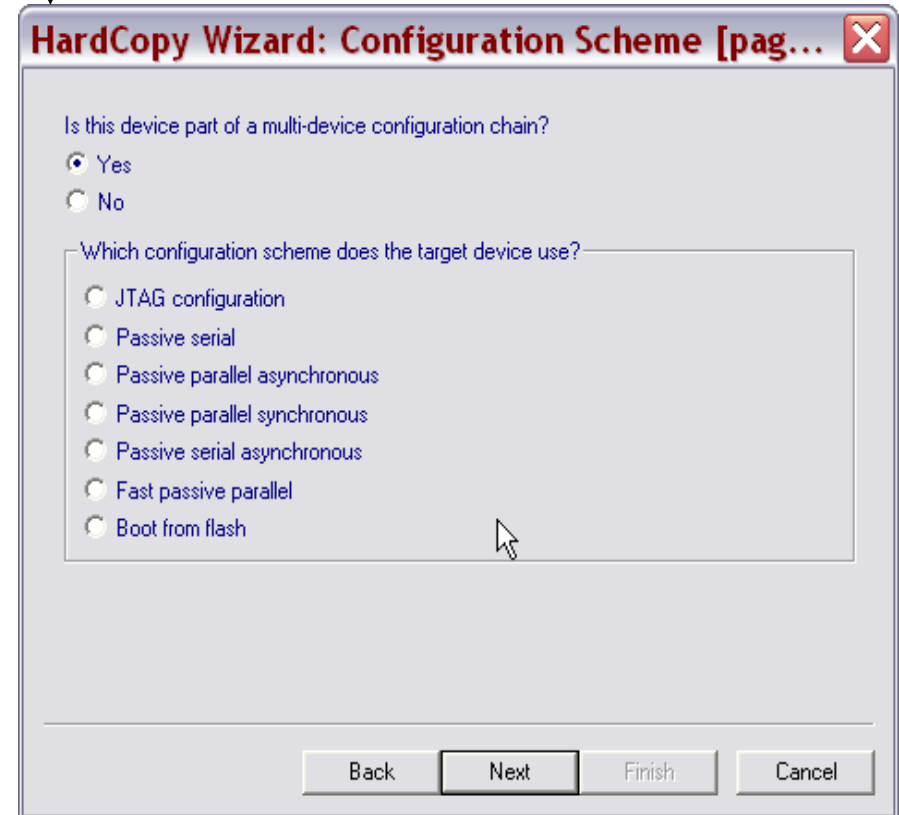 HardCopy Wizard: Configuration Scheme [pag...
Is this device part of a multi-device configuration chain?
Yes
No
Which configuration scheme does the target device use?
JTAG configuration
Passive serial
Passive parallel asynchronous
Passive parallel synchronous
Passive serial asynchronous
Fast passive parallel
Boot from flash
Back Next Finish Cancel